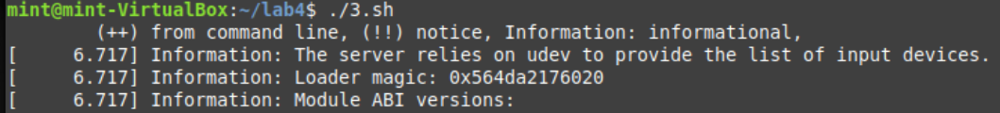 mint@mint-VirtualBox:~/lab4$ ./3.sh
        (++) from command line, (!!) notice, Information: informational,
[     6.717] Information: The server relies on udev to provide the list of input devices.
[     6.717] Information: Loader magic: 0x564da2176020
[     6.717] Information: Module ABI versions: